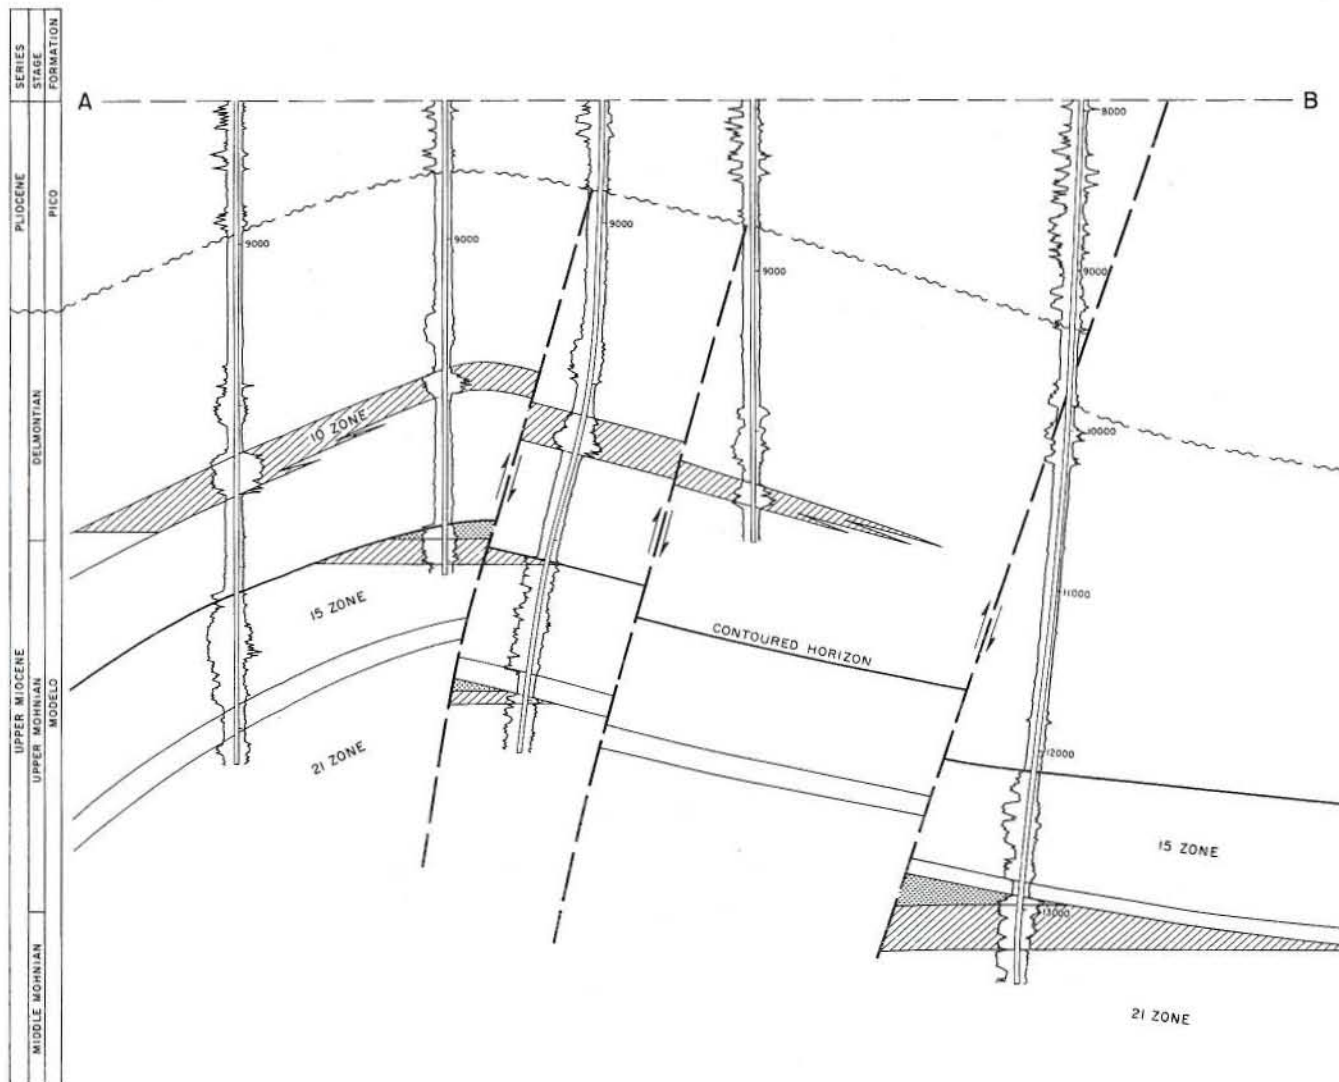 SERIES
STAGE
FORMATION
PLIOCENE
PICO
UPPER MIOCENE
DELMONTIAN
UPPER MOHNIAN
MIDDLE MOHNIAN
MODELO
A
B
8000
9000
9000
9000
9000
9000
10 ZONE
10000
11000
15 ZONE
CONTOURED HORIZON
21 ZONE
12000
15 ZONE
13000
21 ZONE